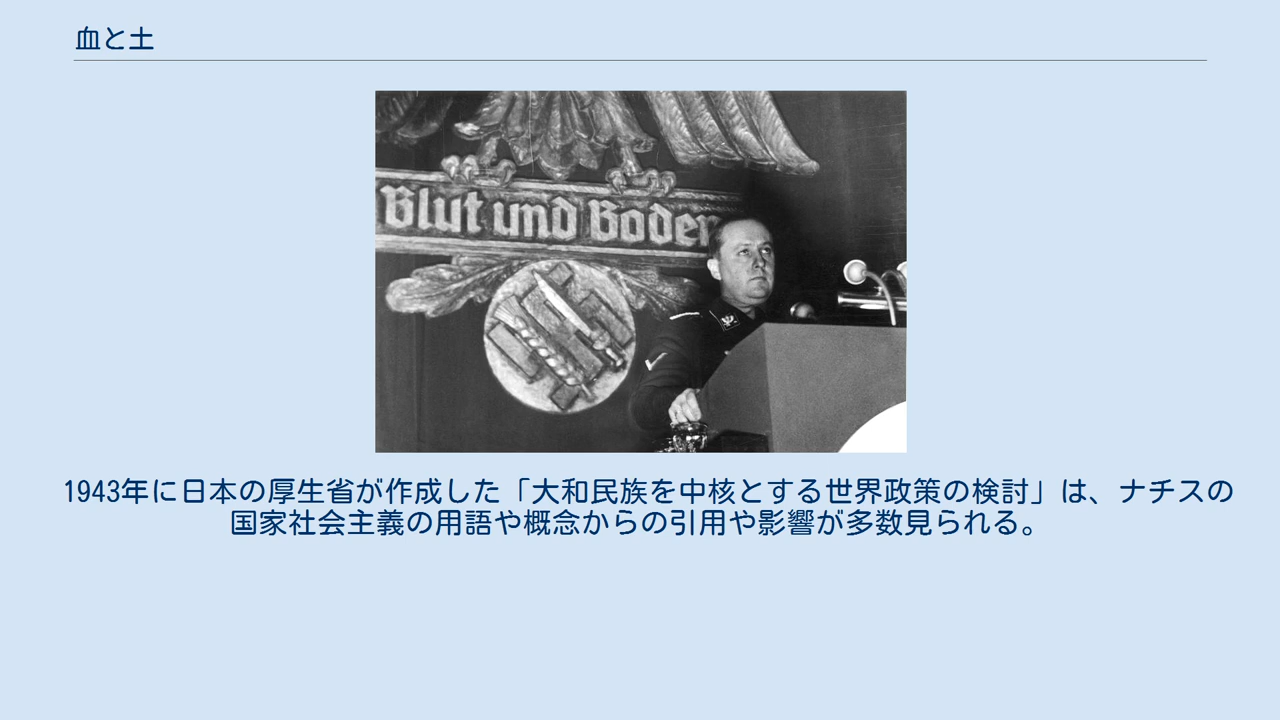 血と土
Blut und Boden
1943年に日本の厚生省が作成した「大和民族を中核とする世界政策の検討」は、ナチスの
国家社会主義の用語や概念からの引用や影響が多数見られる。